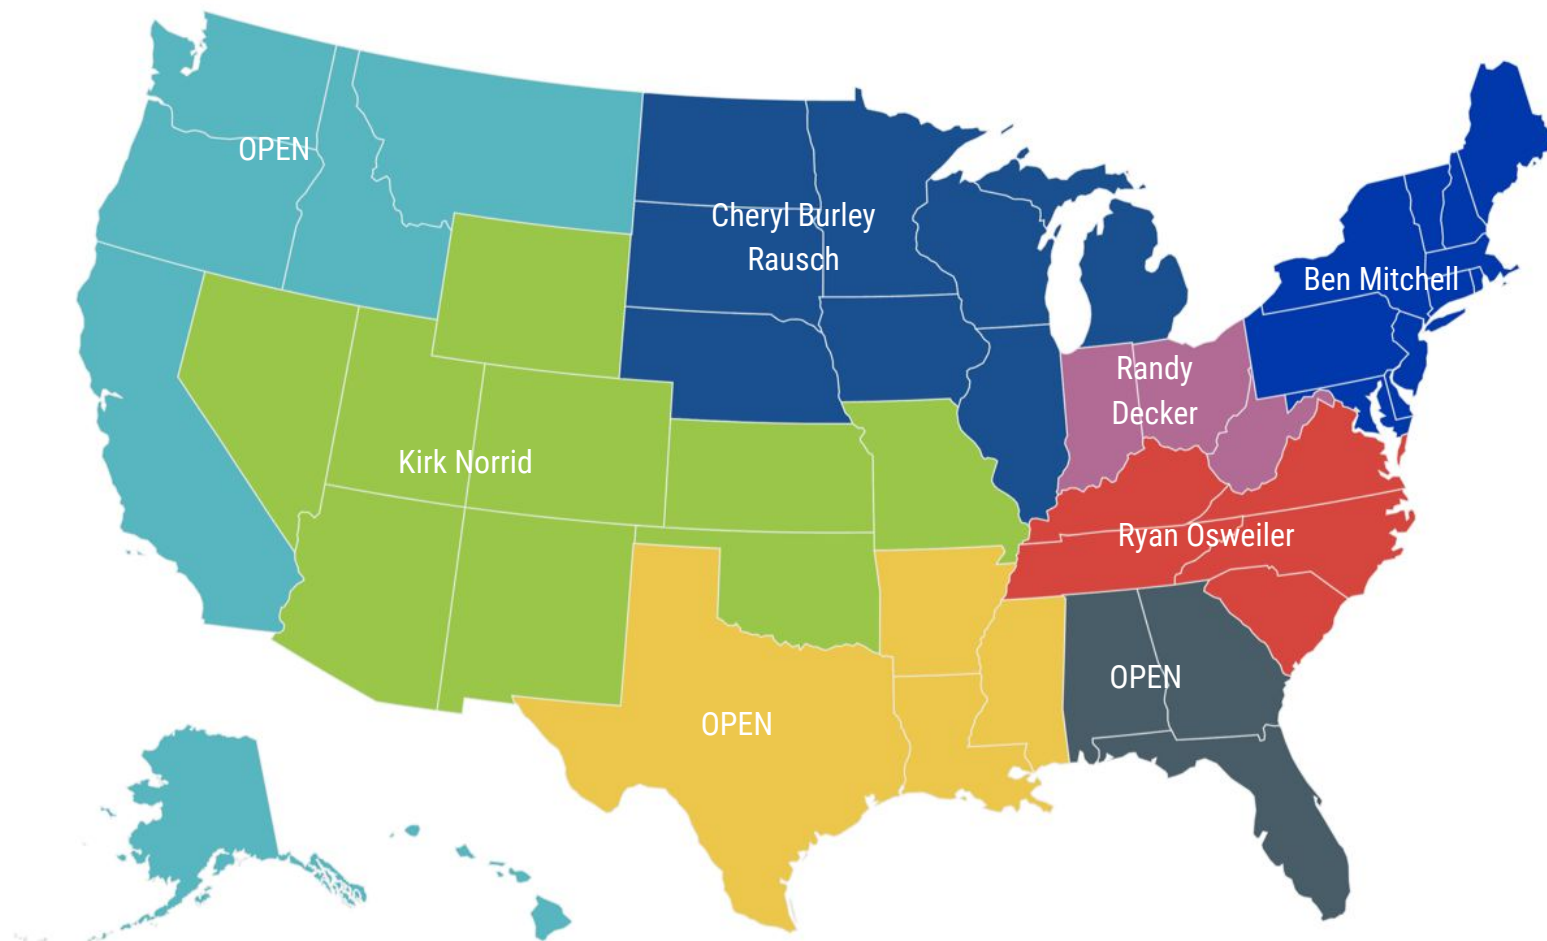 OPEN
Cheryl Burley
Rausch
Ben Mitchell
Randy
Decker
Kirk Norrid
Ryan Osweiler
OPEN
OPEN